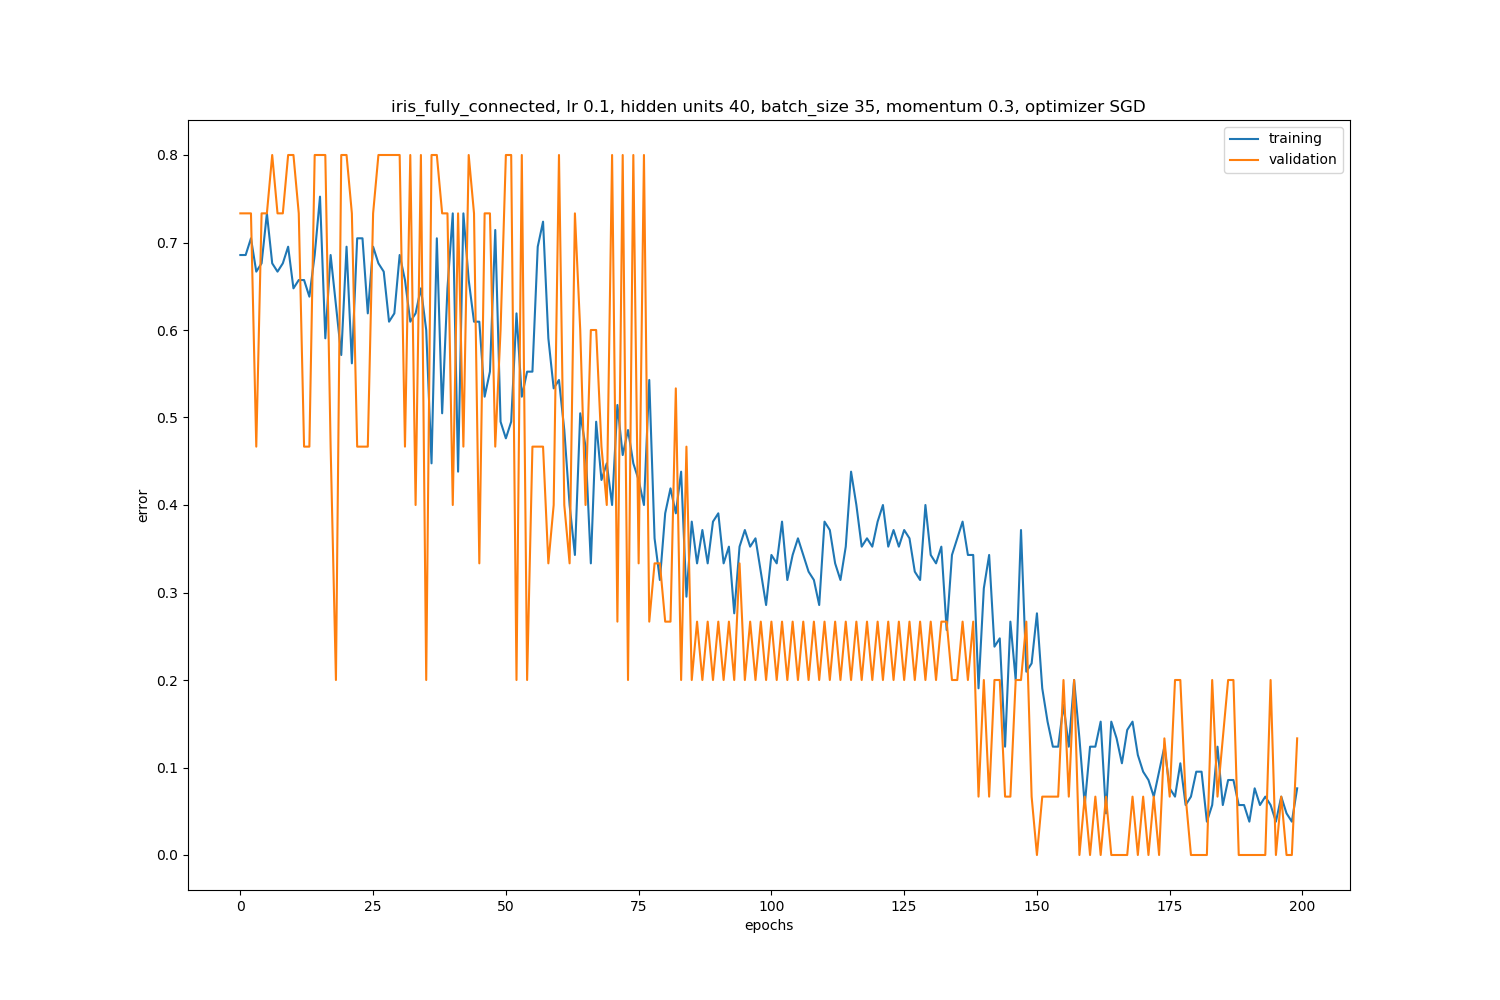 iris_fully_connected, lr 0.1, hidden units 40, batch_size 35, momentum 0.3, optimizer SGD
training
validation
0.8
0.7
0.6
0.5
0.4
0.3
0.2
0.1
0.0
error
0 25 50 75 100 125 150 175 200
epochs